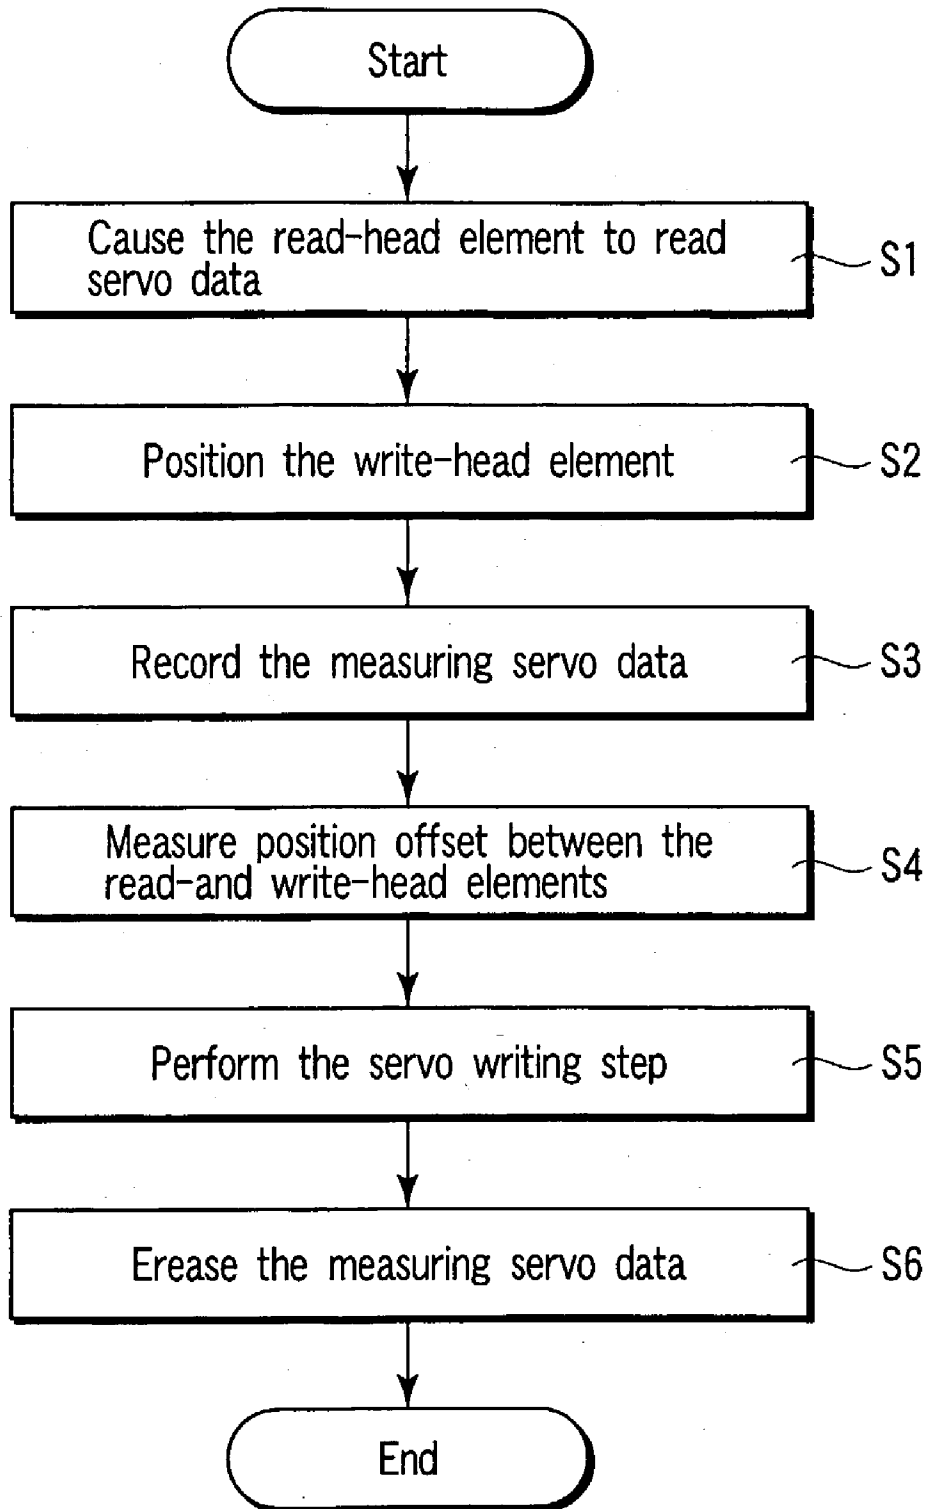 Start
Cause the read-head element to read
servo data
S1
Position the write-head element
S2
Record the measuring servo data
S3
Measure position offset between the
read-and write-head elements
S4
Perform the servo writing step
S5
Erease the measuring servo data
S6
End